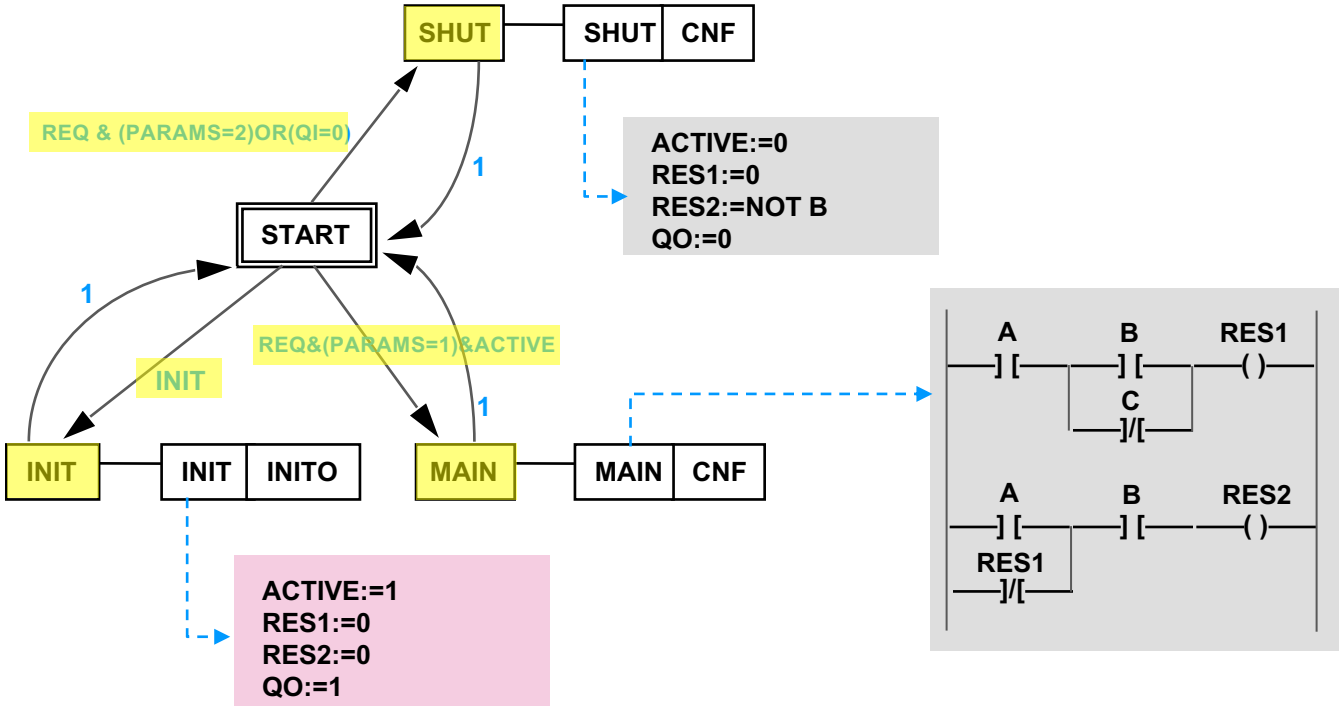 SHUT
SHUT CNF
REQ & (PARAMS=2)OR(QI=0)
1
ACTIVE:=0
RES1:=0
RES2:=NOT B
QO:=0
START
1
REQ&(PARAMS=1)&ACTIVE
INIT
1
INIT
INIT INITO
MAIN
MAIN CNF
ACTIVE:=1
RES1:=0
RES2:=0
QO:=1
A B RES1
] [ ] [ ( )
C
]/[
A B RES2
] [ ] [ ( )
RES1
]/[